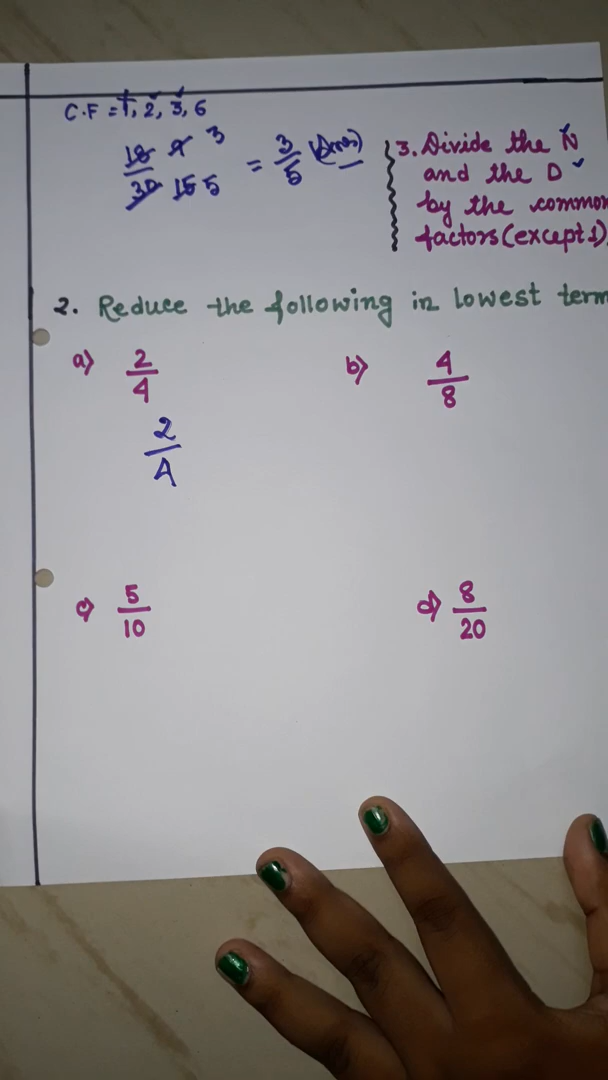 C.F = 1, 2, 3, 6
18 9 3
30 15 5
= 3/5 (Ans)
3. Divide the N
and the D
by the common
factors (except 1)
2. Reduce the following in lowest term
a) 2/4
b) 4/8
2/4
c) 5/10
d) 8/20